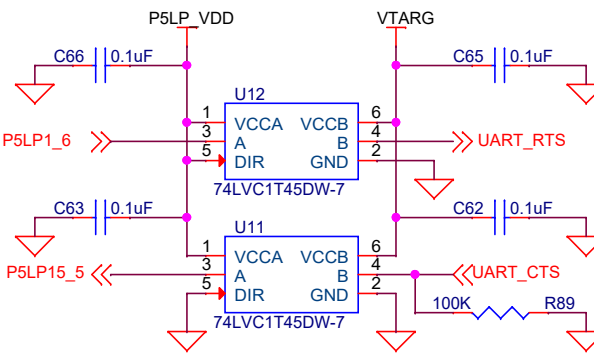 P5LP_VDD VTARG
C66 0.1uF C65 0.1uF
U12
1 VCCA VCCB 6
P5LP1_6 3 A B 4 UART_RTS
5 DIR GND 2
74LVC1T45DW-7
C63 0.1uF C62 0.1uF
U11
1 VCCA VCCB 6
P5LP15_5 3 A B 4 UART_CTS
5 DIR GND 2
100K R89
74LVC1T45DW-7